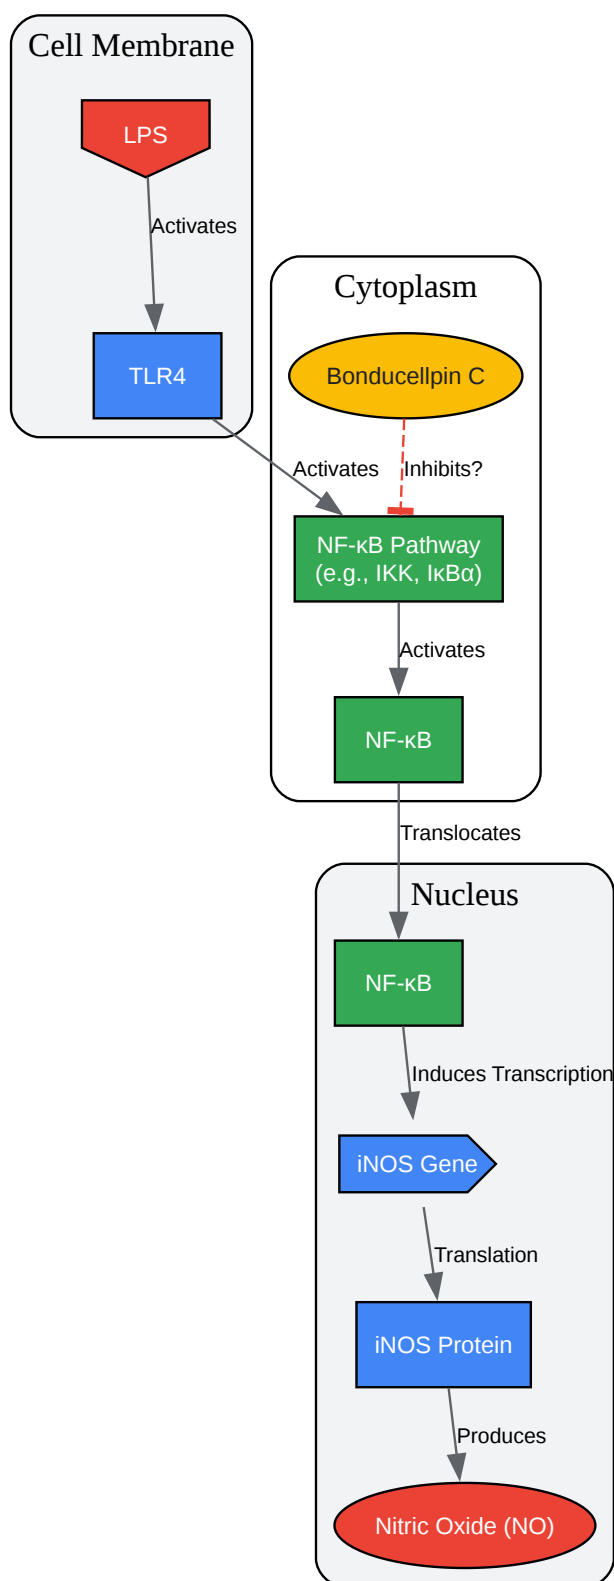 Cell Membrane
LPS
Activates
TLR4
Cytoplasm
Bonducellpin C
Activates
Inhibits?
NF-κB Pathway
(e.g., IKK, IκBα)
Activates
NF-κB
Translocates
Nucleus
NF-κB
Induces Transcription
iNOS Gene
Translation
iNOS Protein
Produces
Nitric Oxide (NO)